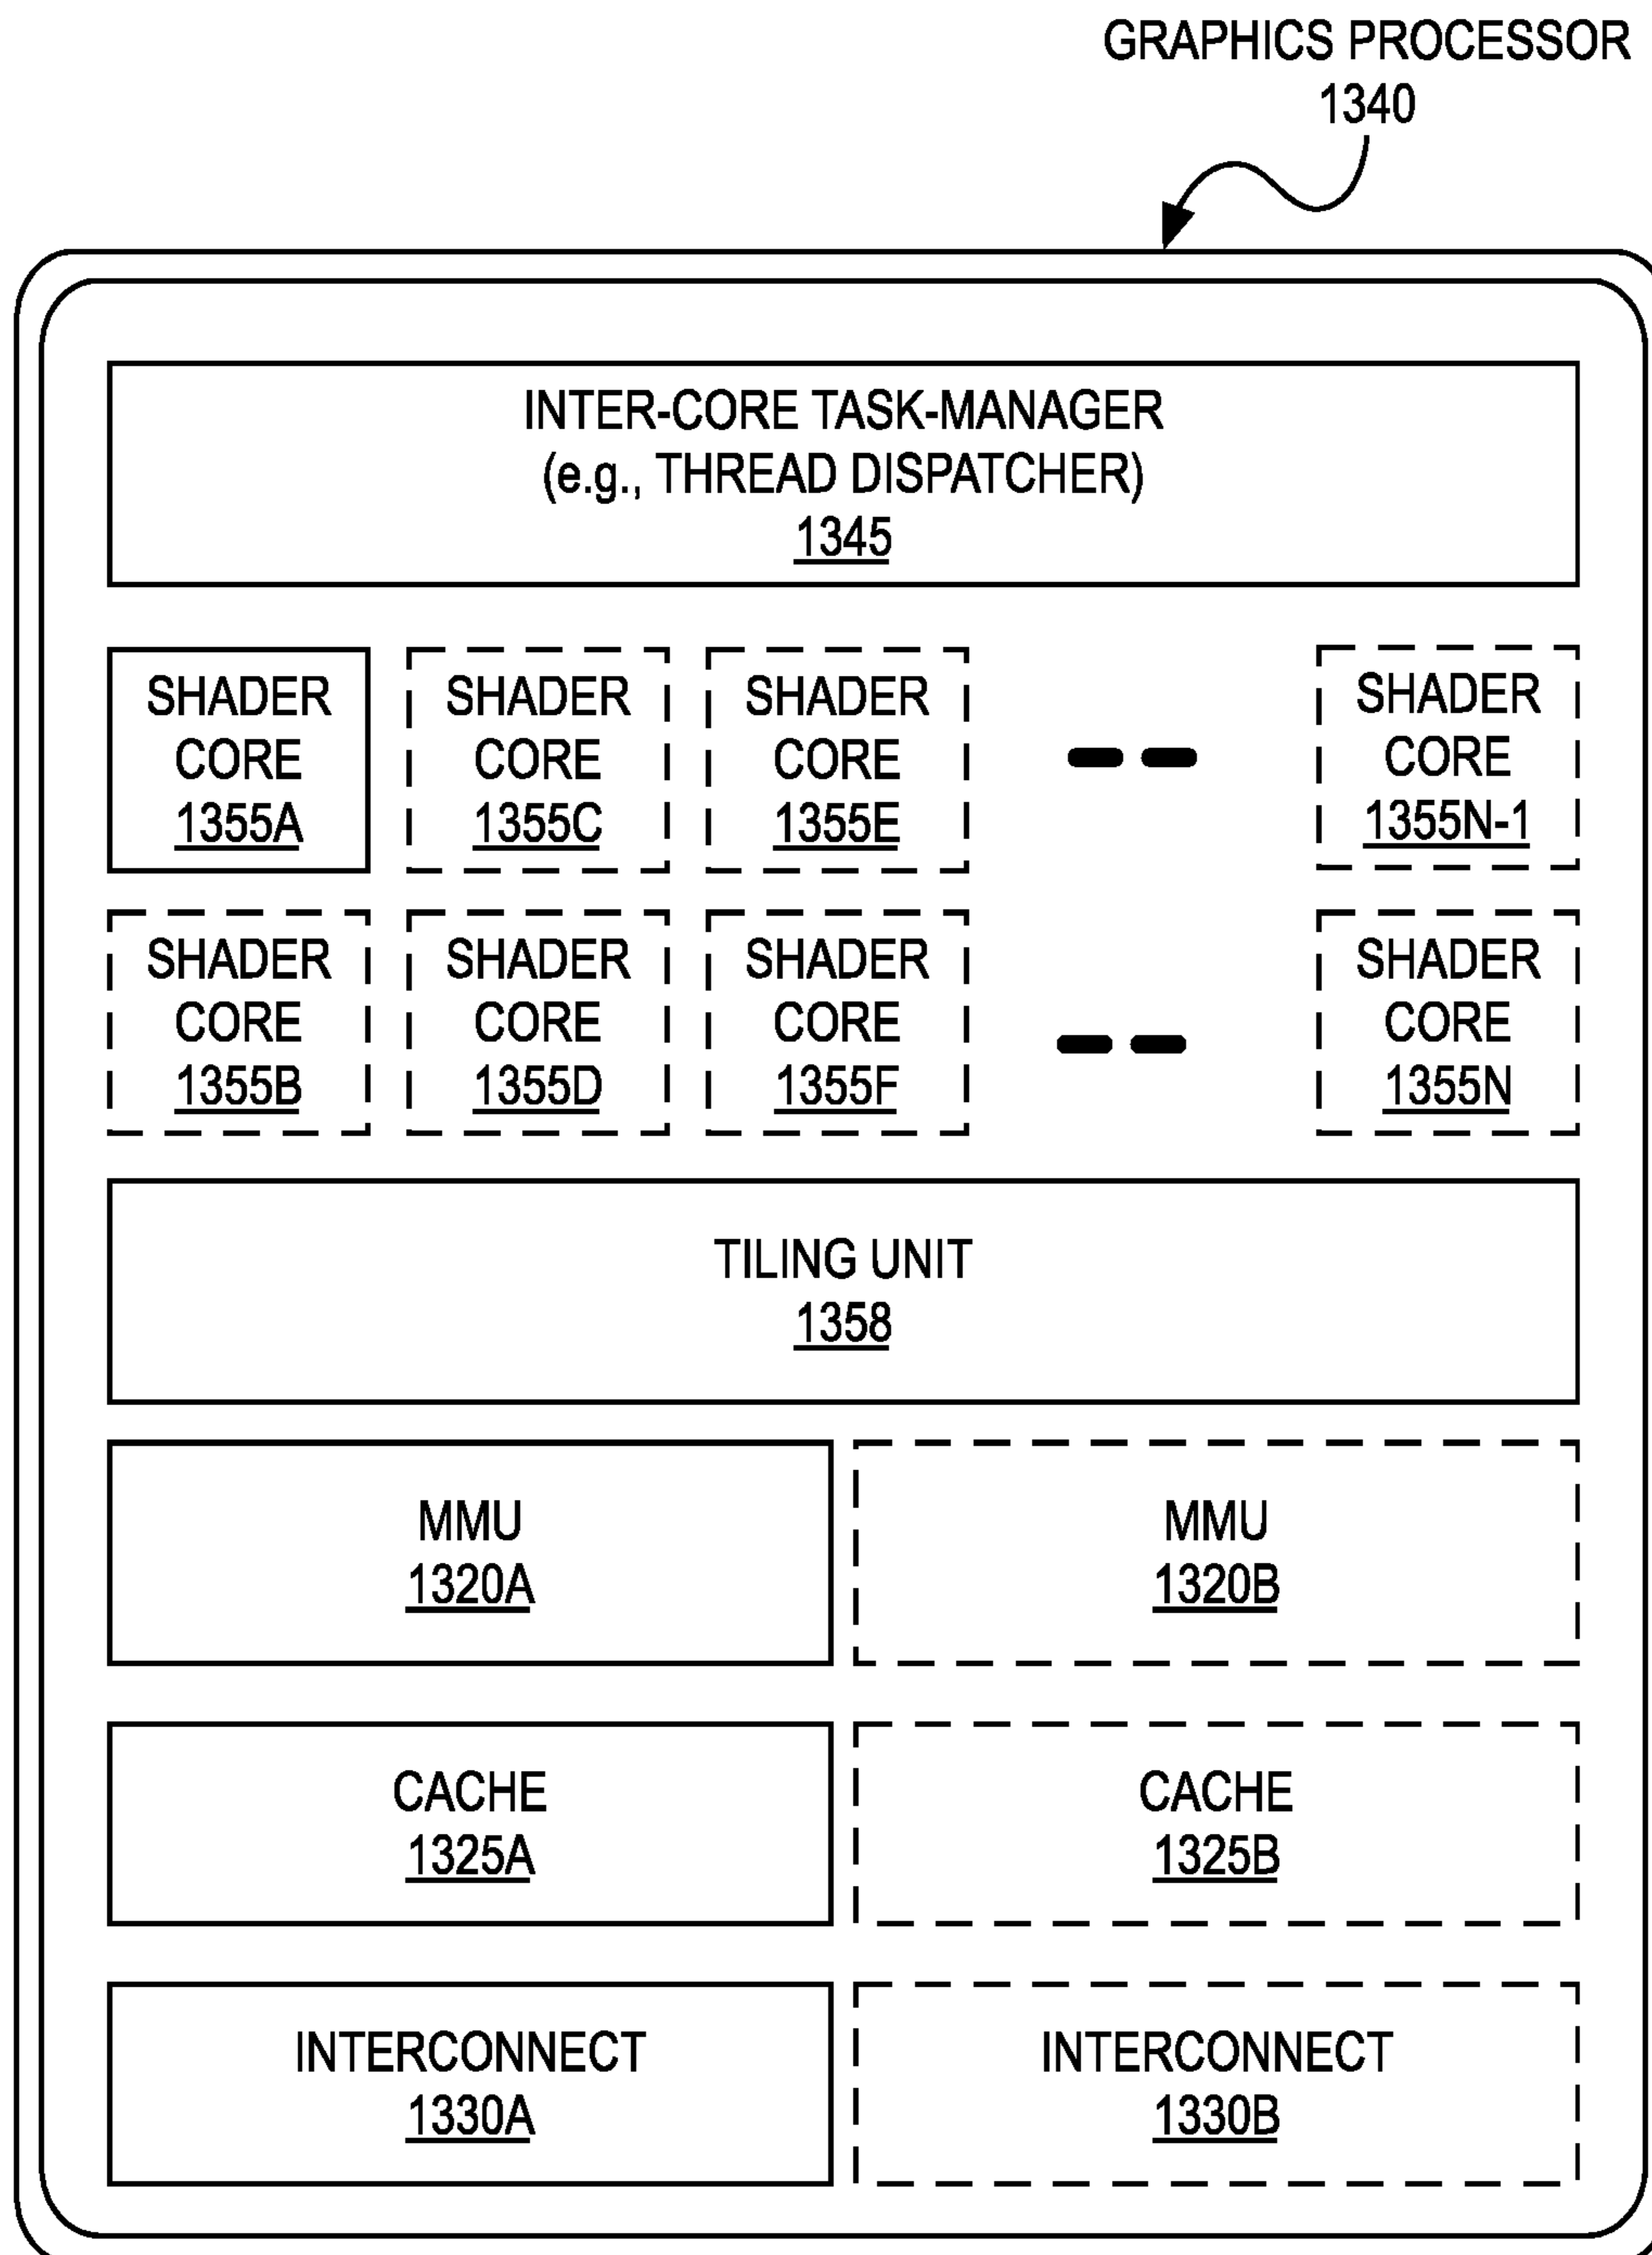 GRAPHICS PROCESSOR
1340
INTER-CORE TASK-MANAGER
(e.g., THREAD DISPATCHER)
1345
SHADER
CORE
1355A
SHADER
CORE
1355C
SHADER
CORE
1355E
SHADER
CORE
1355N-1
SHADER
CORE
1355B
SHADER
CORE
1355D
SHADER
CORE
1355F
SHADER
CORE
1355N
TILING UNIT
1358
MMU
1320A
MMU
1320B
CACHE
1325A
CACHE
1325B
INTERCONNECT
1330A
INTERCONNECT
1330B